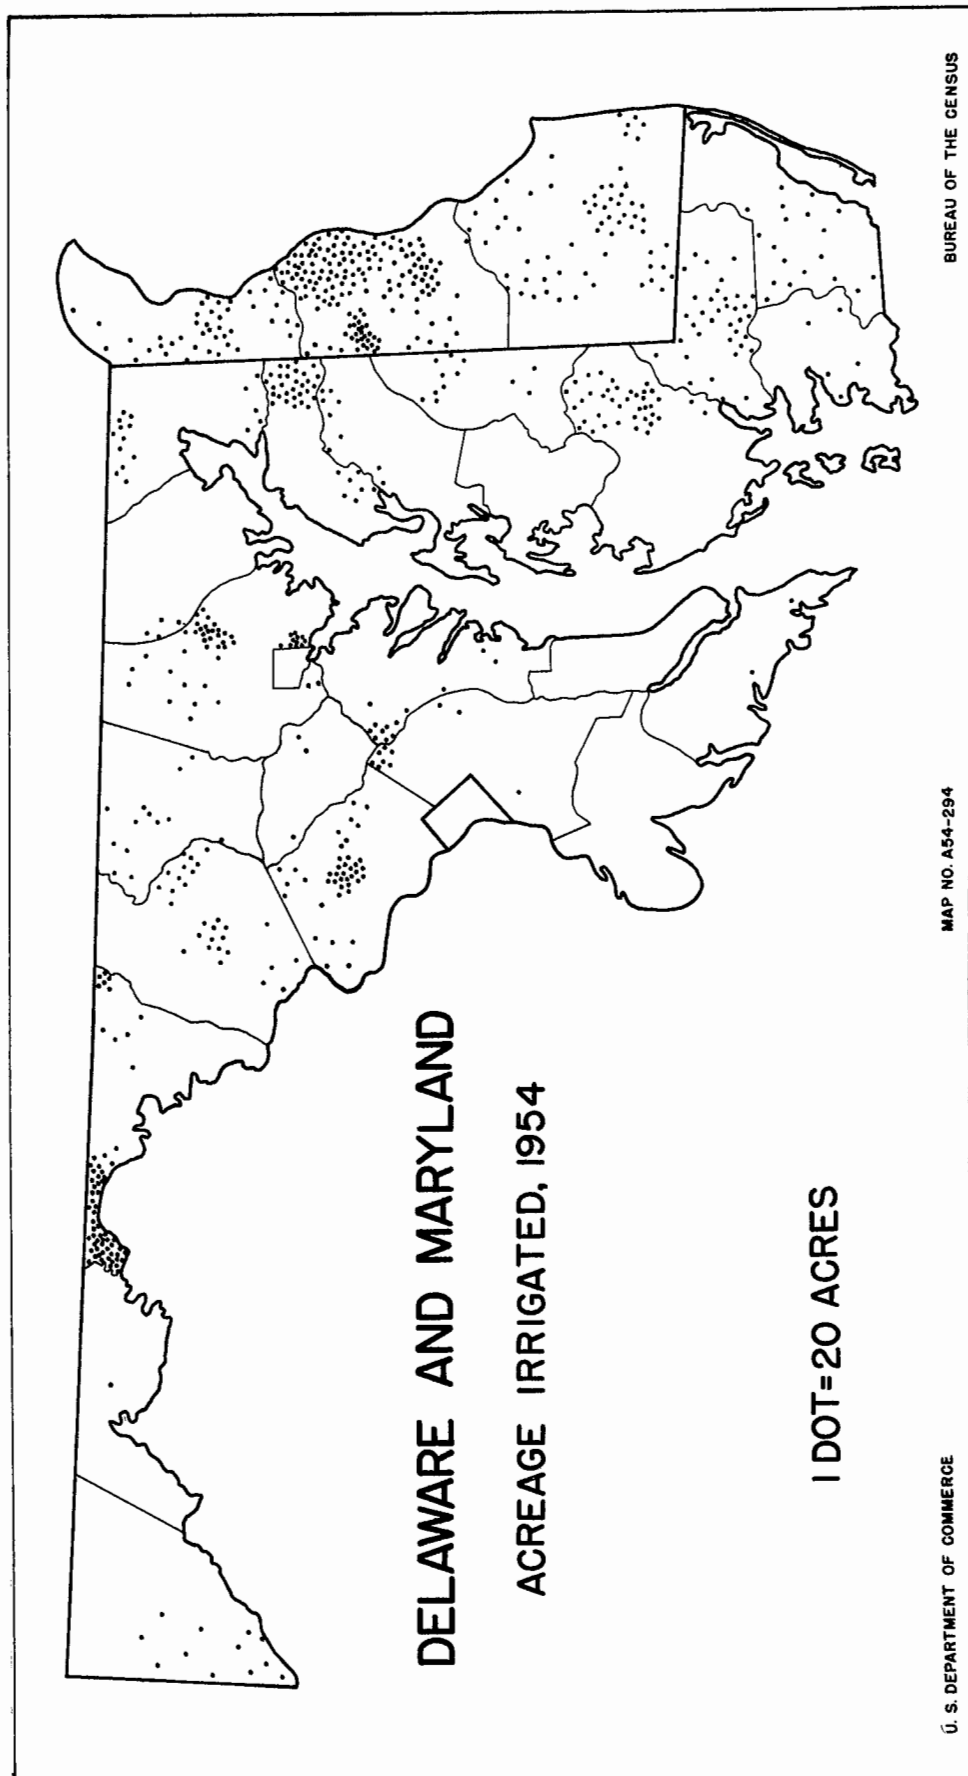 DELAWARE AND MARYLAND
ACREAGE IRRIGATED, 1954
1 DOT=20 ACRES
U. S. DEPARTMENT OF COMMERCE
MAP NO. A54-294
BUREAU OF THE CENSUS